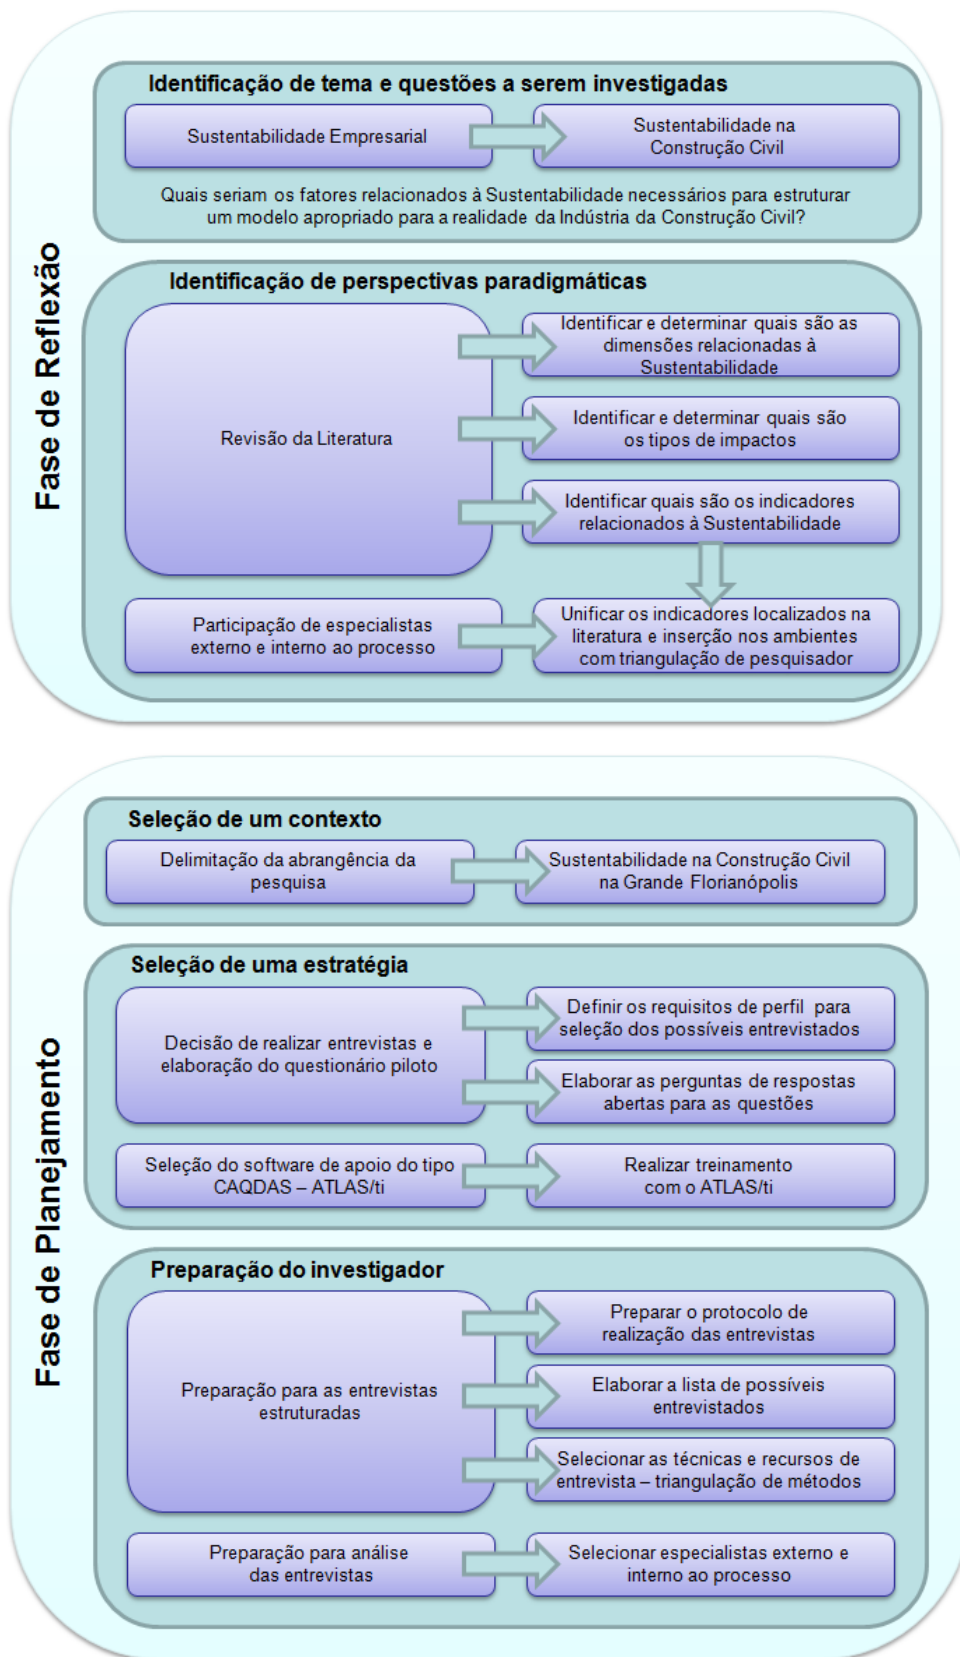 Fase de Reflexão
Identificação de tema e questões a serem investigadas
Sustentabilidade Empresarial
Sustentabilidade na
Construção Civil
Quais seriam os fatores relacionados à Sustentabilidade necessários para estruturar
um modelo apropriado para a realidade da Indústria da Construção Civil?
Identificação de perspectivas paradigmáticas
Revisão da Literatura
Identificar e determinar quais são as
dimensões relacionadas à
Sustentabilidade
Identificar e determinar quais são
os tipos de impactos
Identificar quais são os indicadores
relacionados à Sustentabilidade
Participação de especialistas
externo e interno ao processo
Unificar os indicadores localizados na
literatura e inserção nos ambientes
com triangulação de pesquisador
Fase de Planejamento
Seleção de um contexto
Delimitação da abrangência da
pesquisa
Sustentabilidade na Construção Civil
na Grande Florianópolis
Seleção de uma estratégia
Decisão de realizar entrevistas e
elaboração do questionário piloto
Definir os requisitos de perfil para
seleção dos possíveis entrevistados
Elaborar as perguntas de respostas
abertas para as questões
Seleção do software de apoio do tipo
CAQDAS – ATLAS/ti
Realizar treinamento
com o ATLAS/ti
Preparação do investigador
Preparação para as entrevistas
estruturadas
Preparar o protocolo de
realização das entrevistas
Elaborar a lista de possíveis
entrevistados
Selecionar as técnicas e recursos de
entrevista – triangulação de métodos
Preparação para análise
das entrevistas
Selecionar especialistas externo e
interno ao processo